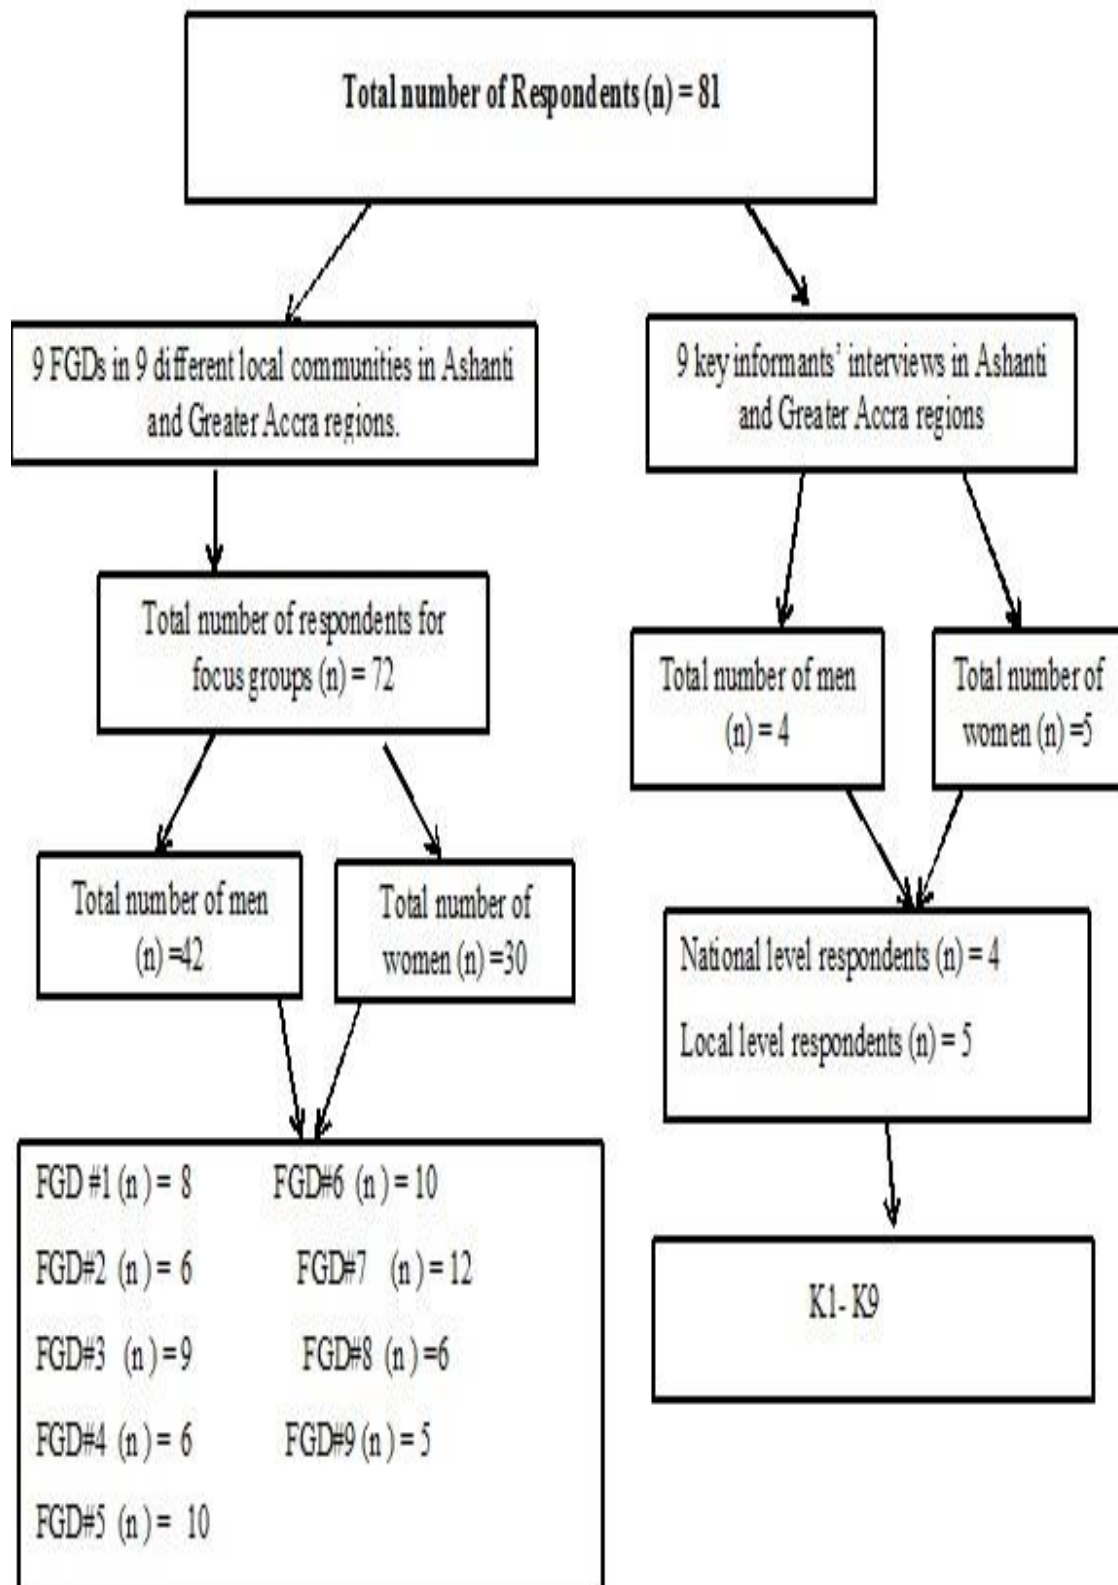 Total number of Respondents (n) = 81
9 FGDs in 9 different local communities in Ashanti
and Greater Accra regions.
9 key informants' interviews in Ashanti
and Greater Accra regions
Total number of respondents for
focus groups (n) = 72
Total number of men
(n) = 4
Total number of
women (n) =5
Total number of men
(n) =42
Total number of
women (n) =30
National level respondents (n) = 4
Local level respondents (n) = 5
FGD #1 (n) = 8
FGD#6 (n) = 10
FGD#2 (n) = 6
FGD#7 (n) = 12
FGD#3 (n) = 9
FGD#8 (n) =6
FGD#4 (n) = 6
FGD#9 (n) = 5
FGD#5 (n) = 10
K1- K9